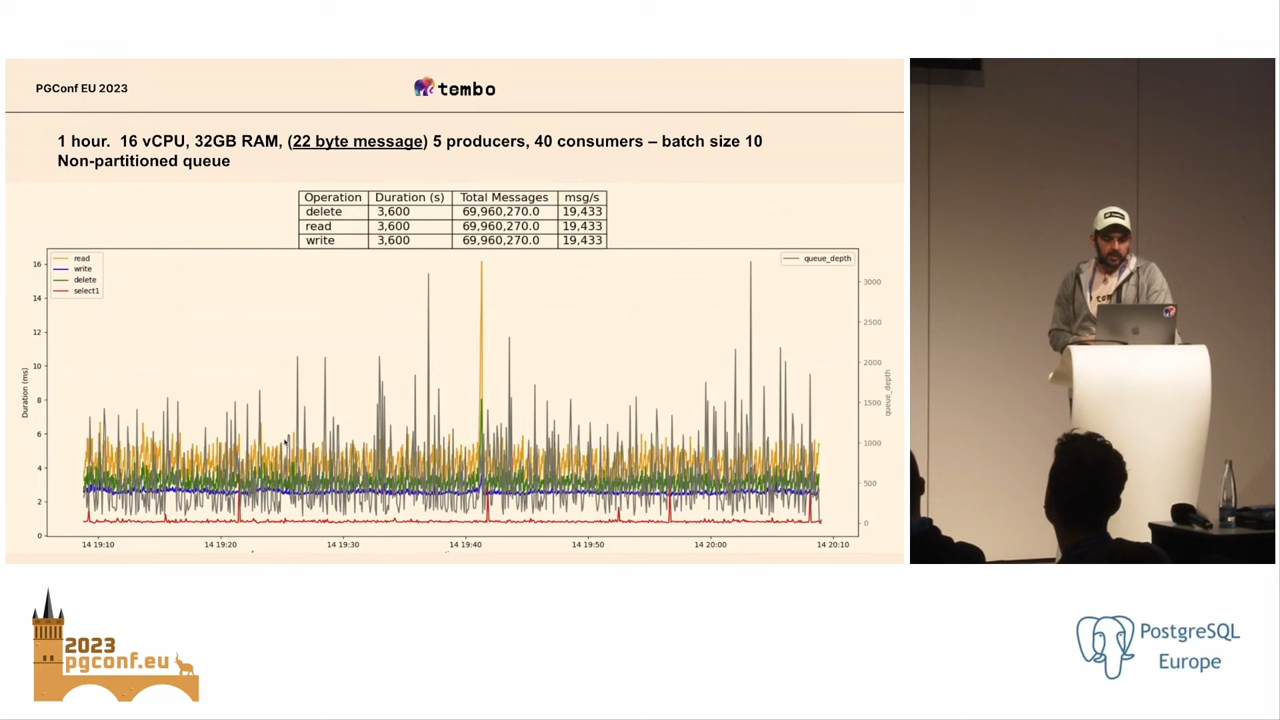 PGConf EU 2023
tembo
1 hour. 16 vCPU, 32GB RAM, (22 byte message) 5 producers, 40 consumers – batch size 10
Non-partitioned queue
Operation Duration (s) Total Messages msg/s
delete 3,600 69,960,270.0 19,433
read 3,600 69,960,270.0 19,433
write 3,600 69,960,270.0 19,433
read
write
delete
select1
queue_depth
16
14
12
10
8
6
4
2
0
Duration (ms)
3000
2500
2000
1500
1000
500
0
queue_depth
14 19:10 14 19:20 14 19:30 14 19:40 14 19:50 14 20:00 14 20:10
2023
pgconf.eu
PostgreSQL
Europe